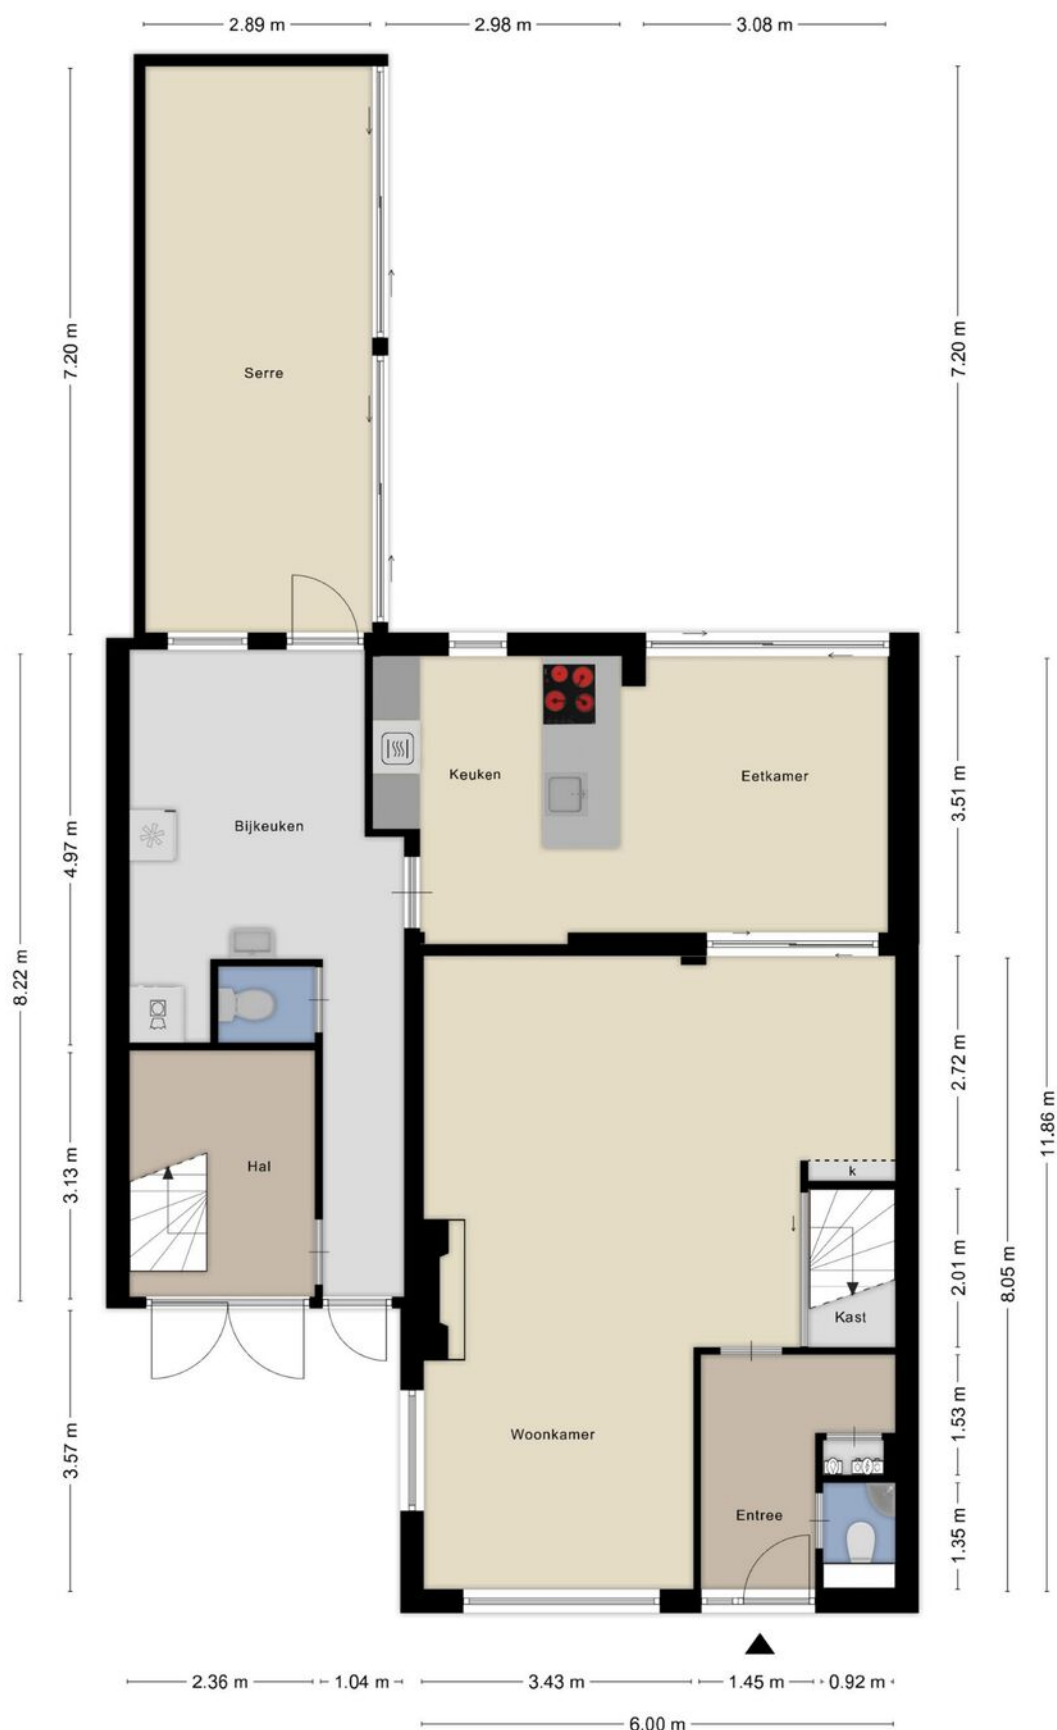 2.89 m
2.98 m
3.08 m
7.20 m
7.20 m
Serre
Keuken
Eetkamer
Bijkeuken
3.51 m
4.97 m
8.22 m
2.72 m
11.86 m
Hal
k
3.13 m
2.01 m
8.05 m
Kast
1.53 m
Woonkamer
3.57 m
Entree
1.35 m
2.36 m
1.04 m
3.43 m
1.45 m
0.92 m
6.00 m